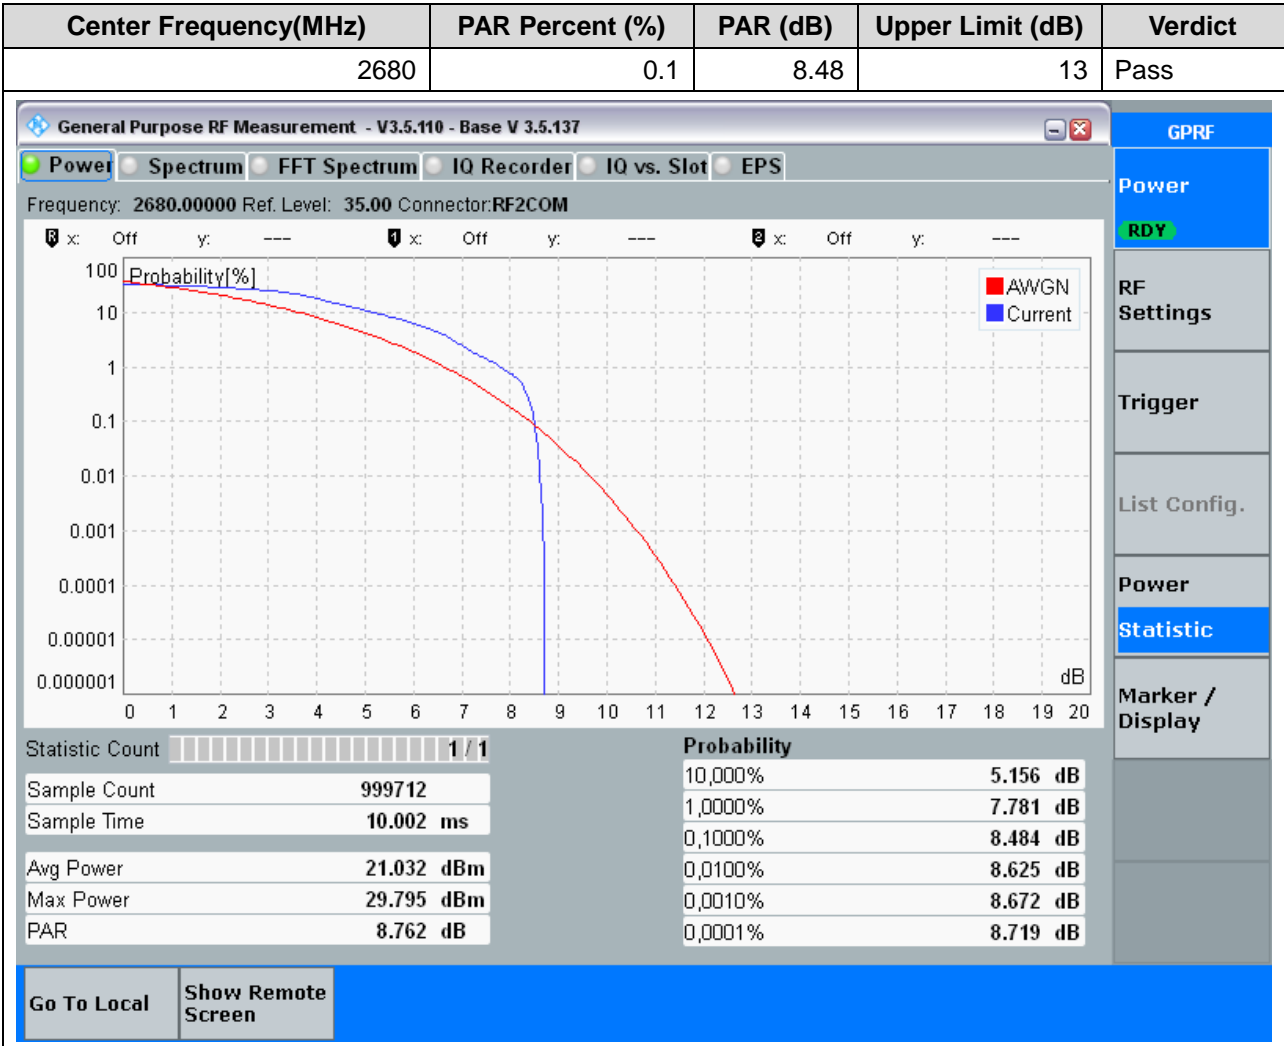 Center Frequency(MHz) PAR Percent (%) PAR (dB) Upper Limit (dB) Verdict
2680 0.1 8.48 13 Pass
General Purpose RF Measurement - V3.5.110 - Base V 3.5.137
GPRF
Power Spectrum FFT Spectrum IQ Recorder IQ vs. Slot EPS
Power
RDY
Frequency: 2680.00000 Ref. Level: 35.00 Connector:RF2COM
R x: Off y: --- 1 x: Off y: --- 2 x: Off y: ---
Probability[%]
AWGN
Current
100
10
1
0.1
0.01
0.001
0.0001
0.00001
0.000001
dB
0 1 2 3 4 5 6 7 8 9 10 11 12 13 14 15 16 17 18 19 20
RF
Settings
Trigger
List Config.
Power
Statistic
Marker /
Display
Statistic Count 1 / 1
Sample Count 999712
Sample Time 10.002 ms
Avg Power 21.032 dBm
Max Power 29.795 dBm
PAR 8.762 dB
Probability
10,000% 5.156 dB
1,0000% 7.781 dB
0,1000% 8.484 dB
0,0100% 8.625 dB
0,0010% 8.672 dB
0,0001% 8.719 dB
Go To Local
Show Remote
Screen